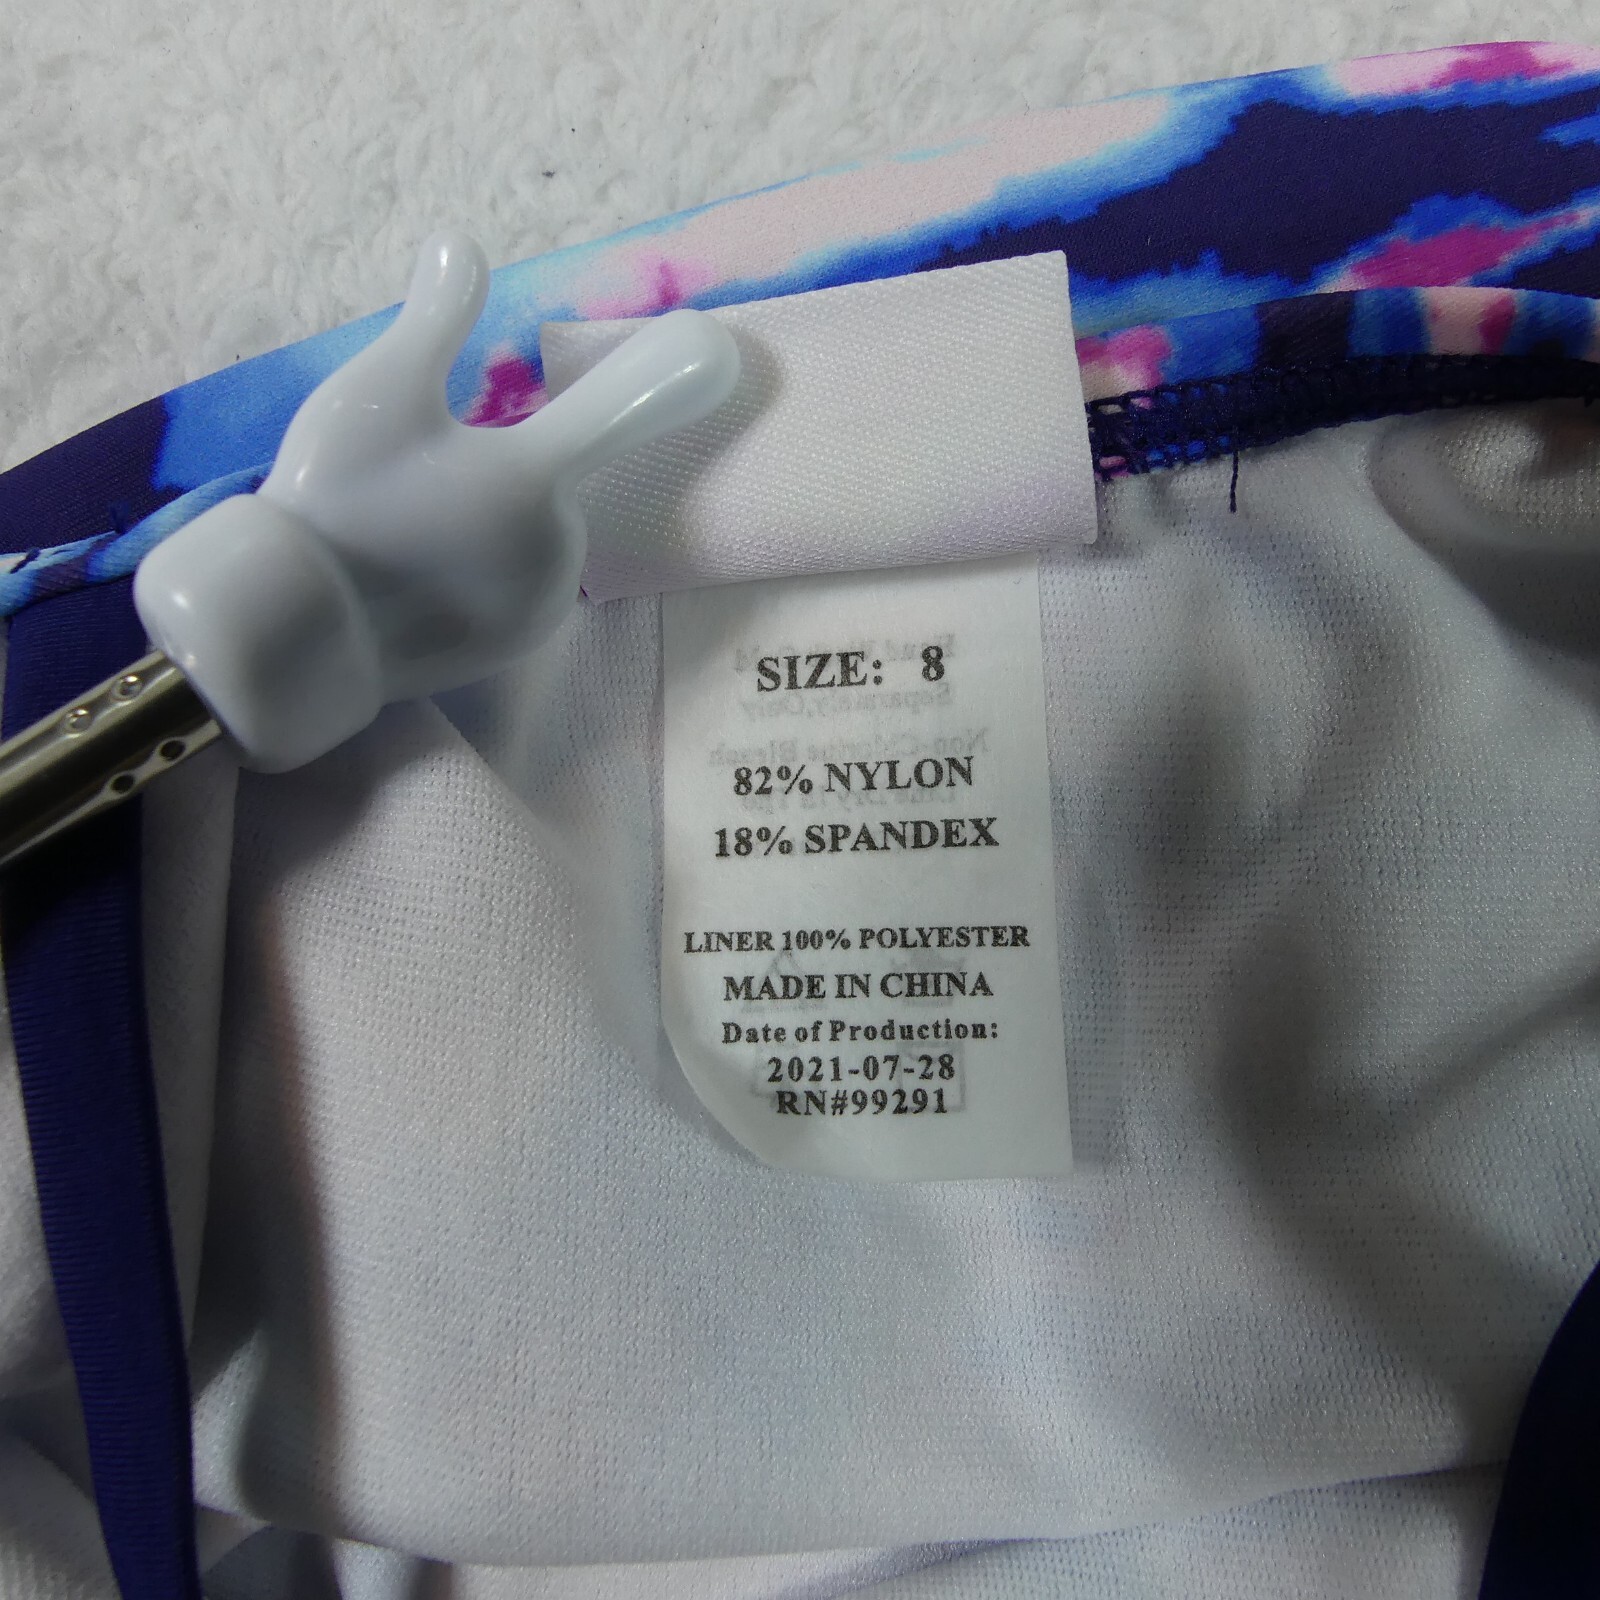 SIZE: 8
82% NYLON
18% SPANDEX
LINER 100% POLYESTER
MADE IN CHINA
Date of Production:
2021-07-28
RN#99291